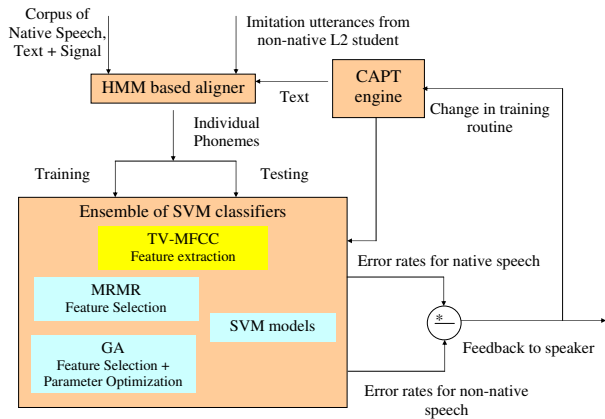 Corpus of
Native Speech,
Text + Signal
Imitation utterances from
non-native L2 student
HMM based aligner
Text
CAPT
engine
Change in training
routine
Individual
Phonemes
Training
Testing
Ensemble of SVM classifiers
TV-MFCC
Feature extraction
MRMR
Feature Selection
SVM models
GA
Feature Selection +
Parameter Optimization
Error rates for native speech
*
Feedback to speaker
Error rates for non-native
speech